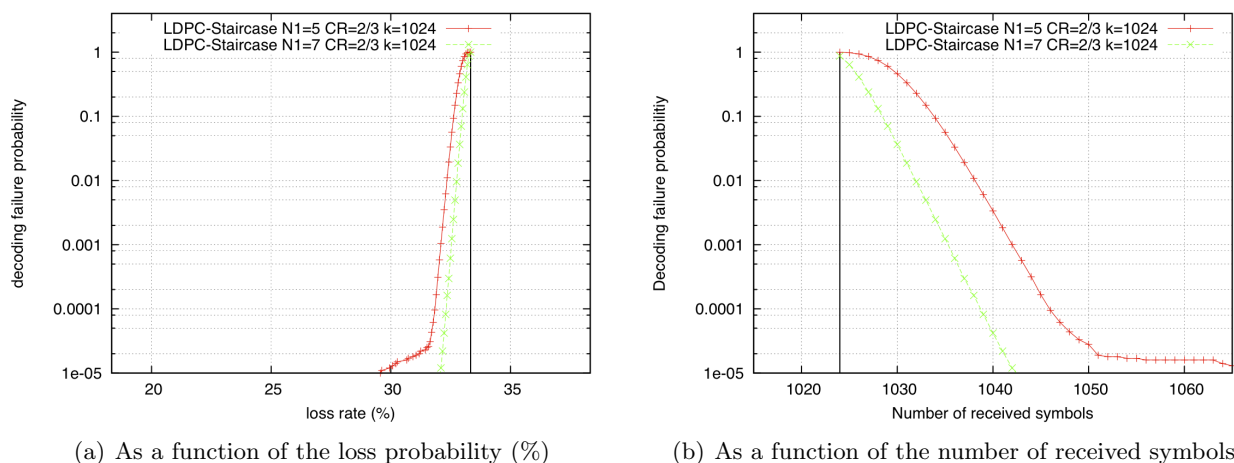 LDPC-Staircase N1=5 CR=2/3 k=1024
LDPC-Staircase N1=7 CR=2/3 k=1024
1
0.1
0.01
0.001
0.0001
1e-05
decoding failure probability
20 25 30 35
loss rate (%)
(a) As a function of the loss probability (%)
LDPC-Staircase N1=5 CR=2/3 k=1024
LDPC-Staircase N1=7 CR=2/3 k=1024
1
0.1
0.01
0.001
0.0001
1e-05
Decoding failure probabilitiy
1020 1030 1040 1050 1060
Number of received symbols
(b) As a function of the number of received symbols